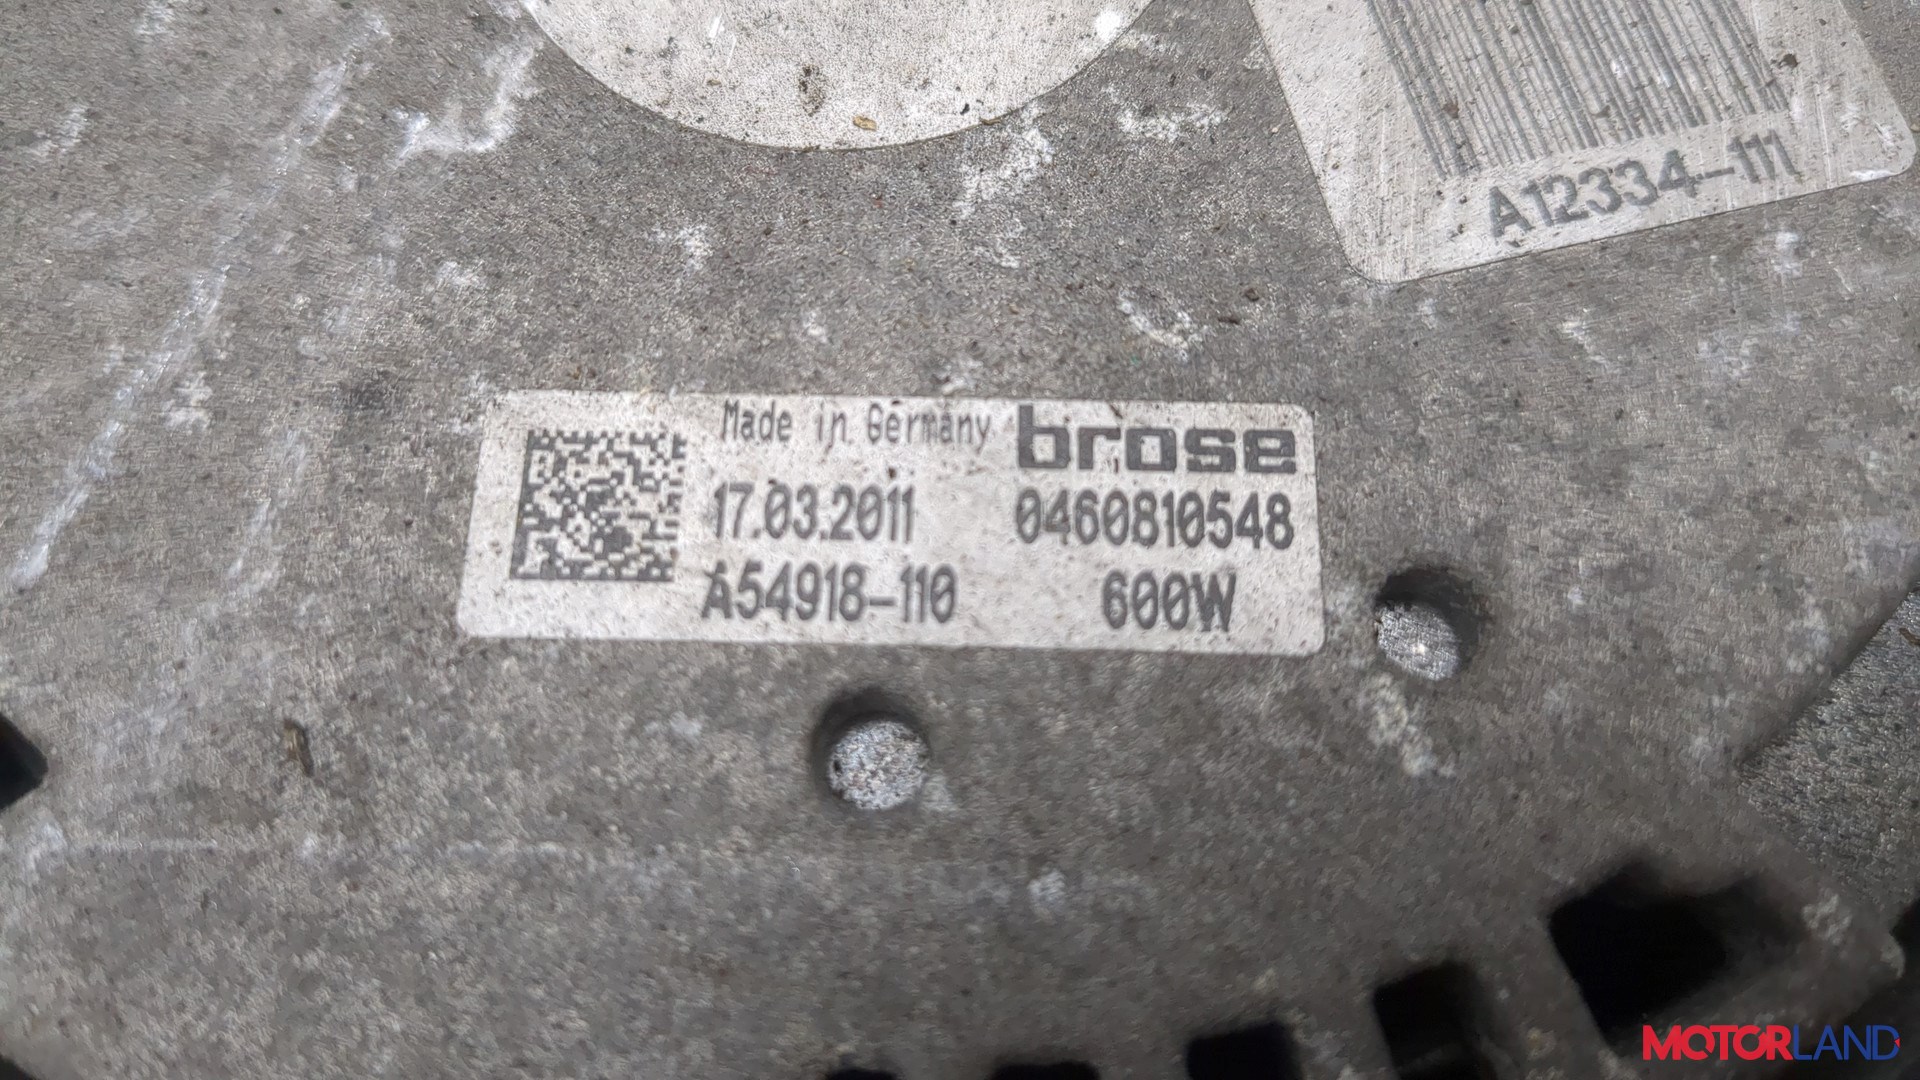 A12334-111
Made in Germany brose
17.03.2011 0460810548
A54918-110 600W
MOTORLAND